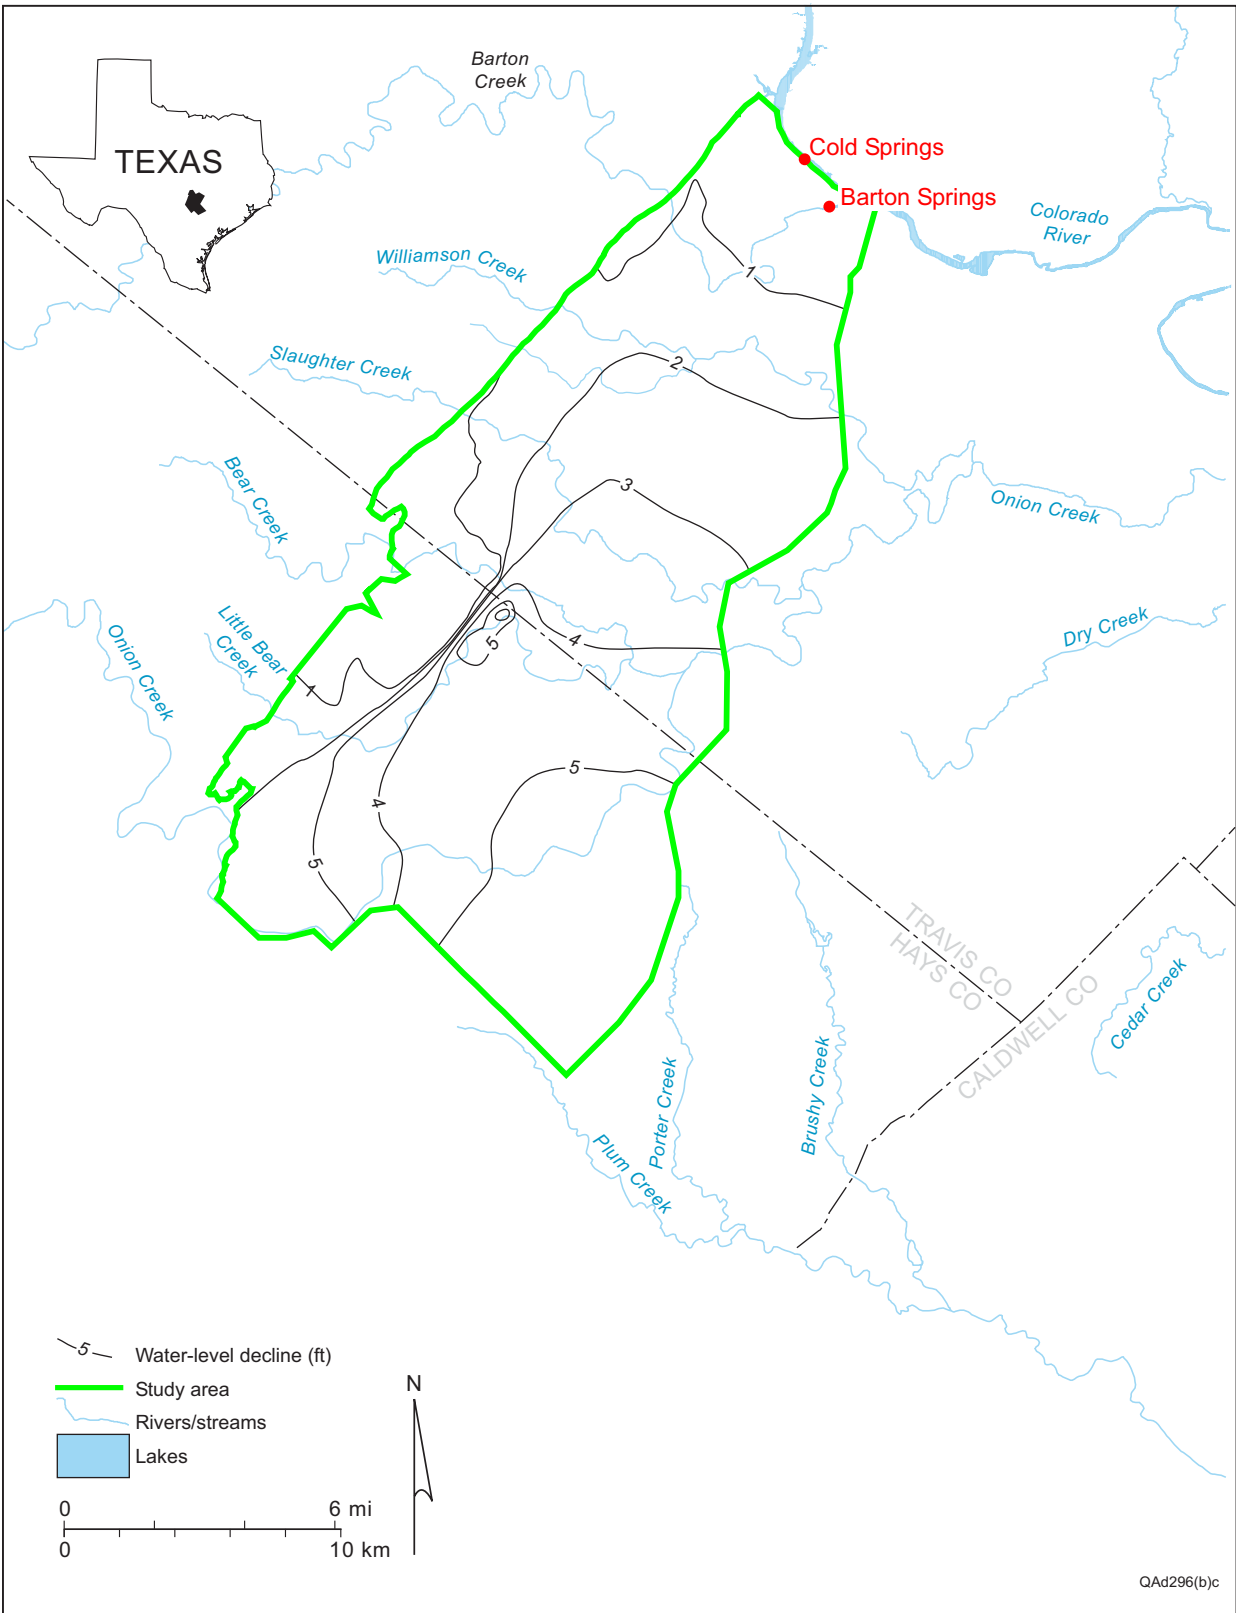 Barton
Creek
TEXAS
Cold Springs
Barton Springs
Colorado
River
Williamson Creek
1
Slaughter Creek
2
Bear Creek
3
Onion Creek
Onion Creek
Little Bear
Creek
4
5
Dry Creek
1
5
4
5
TRAVIS CO
HAYS CO
CALDWELL CO
Cedar Creek
Brushy Creek
Porter Creek
Plum Creek
5
Water-level decline (ft)
Study area
Rivers/streams
Lakes
N
0 6 mi
0 10 km
QAd296(b)c